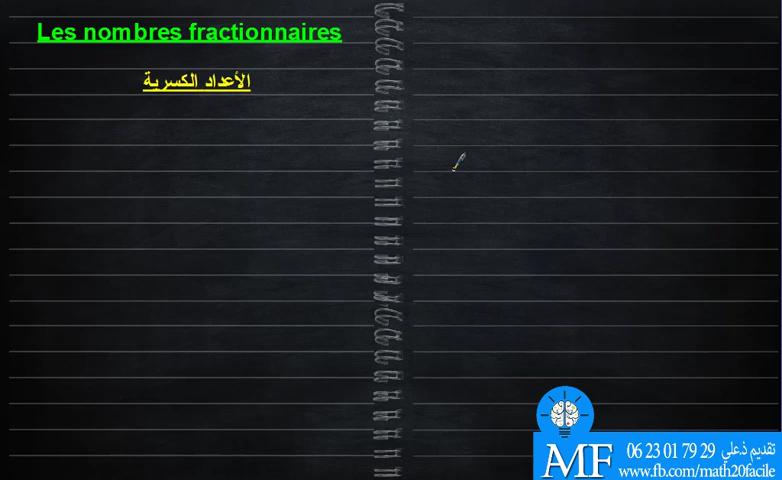 Les nombres fractionnaires
الأعداد الكسرية
MF
تقديم ذ.علي 06 23 01 79 29
www.fb.com/math20facile